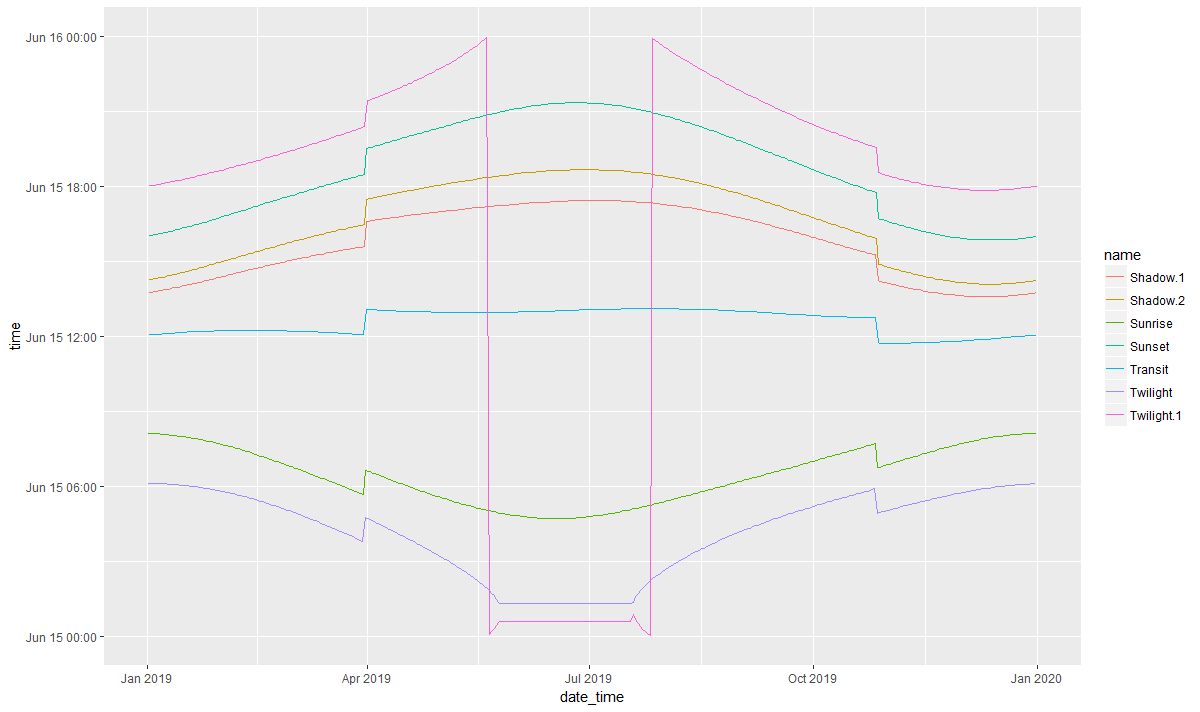 Jun 16 00:00
Jun 15 18:00
Jun 15 12:00
Jun 15 06:00
Jun 15 00:00
time
Jan 2019
Apr 2019
Jul 2019
Oct 2019
Jan 2020
date_time
name
Shadow.1
Shadow.2
Sunrise
Sunset
Transit
Twilight
Twilight.1